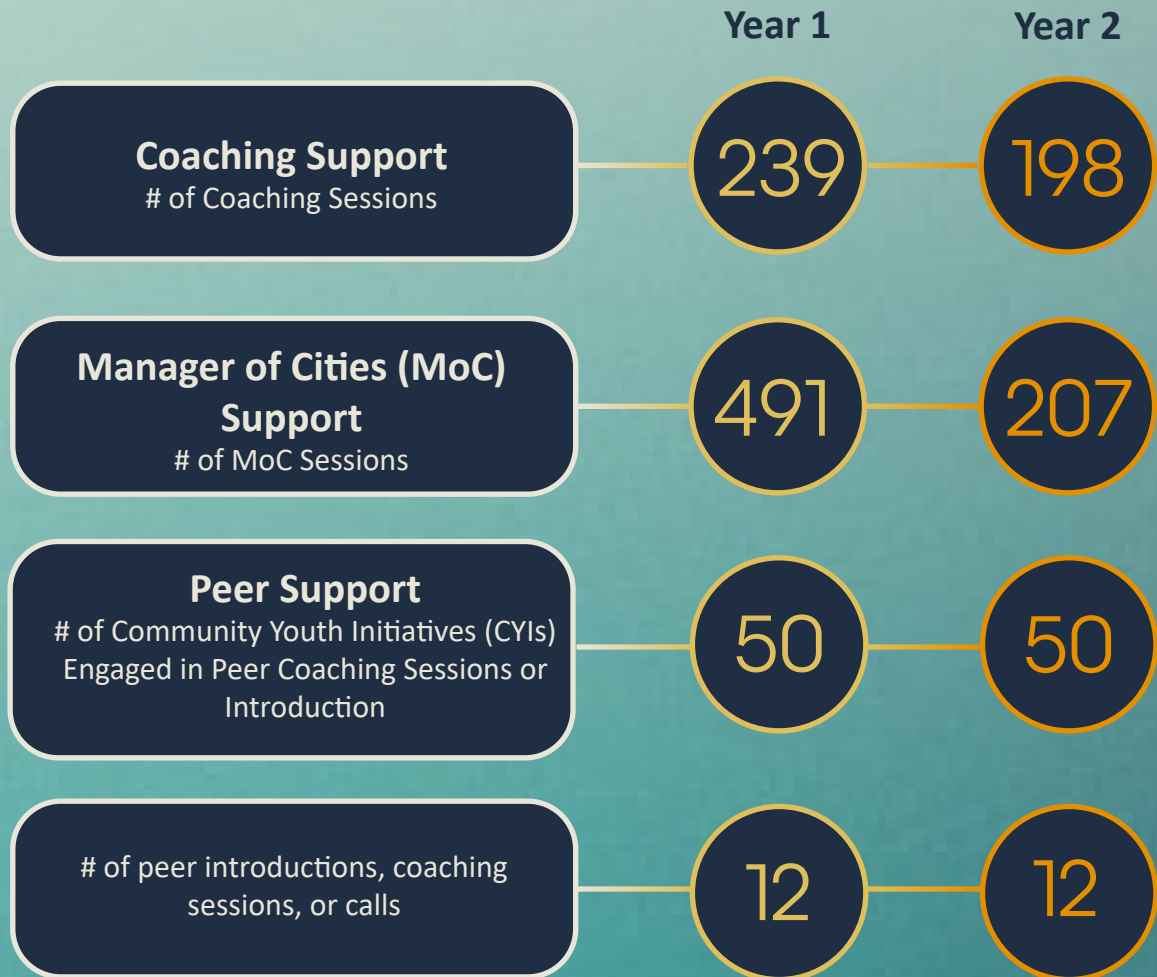 Year 1 Year 2
Coaching Support
# of Coaching Sessions
239 198
Manager of Cities (MoC)
Support
# of MoC Sessions
491 207
Peer Support
# of Community Youth Initiatives (CYIs)
Engaged in Peer Coaching Sessions or
Introduction
50 50
# of peer introductions, coaching
sessions, or calls
12 12